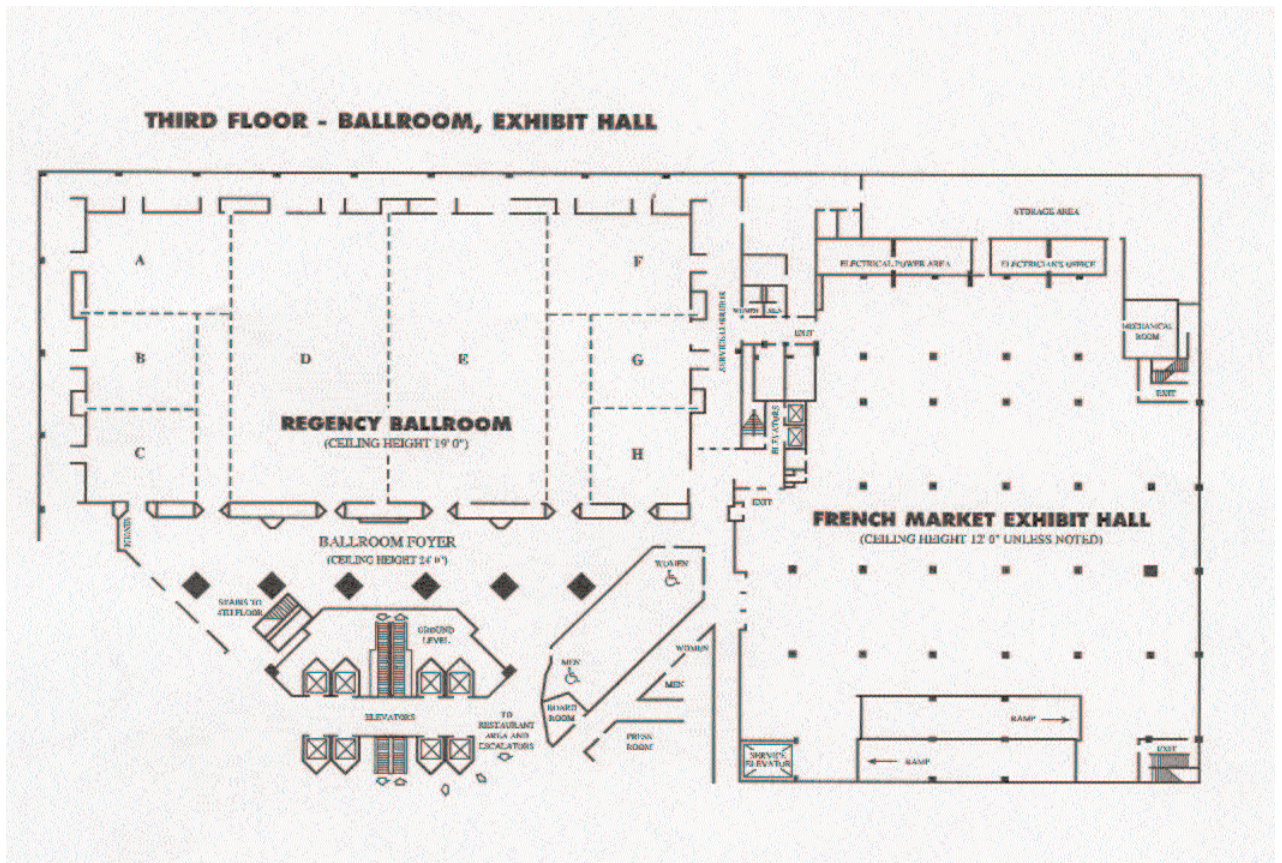 THIRD FLOOR - BALLROOM, EXHIBIT HALL
STORAGE AREA
A
F
ELECTRICAL POWER AREA
ELECTRICIAN'S OFFICE
SERVICE CORRIDOR
WOMEN
MEN
EXIT
MECHANICAL
ROOM
B
D
E
G
EXIT
REGENCY BALLROOM
(CEILING HEIGHT 19' 0")
ELEVATORS
C
H
EXIT
FRENCH MARKET EXHIBIT HALL
(CEILING HEIGHT 12' 0" UNLESS NOTED)
BALLROOM FOYER
(CEILING HEIGHT 24' 0")
WOMEN
STAIRS TO
4TH FLOOR
GROUND
LEVEL
WOMEN
MEN
MEN
BOARD
ROOM
ELEVATORS
TO
RESTAURANT
AREA AND
ESCALATORS
PRESS
ROOM
RAMP
SERVICE
ELEVATOR
RAMP
EXIT